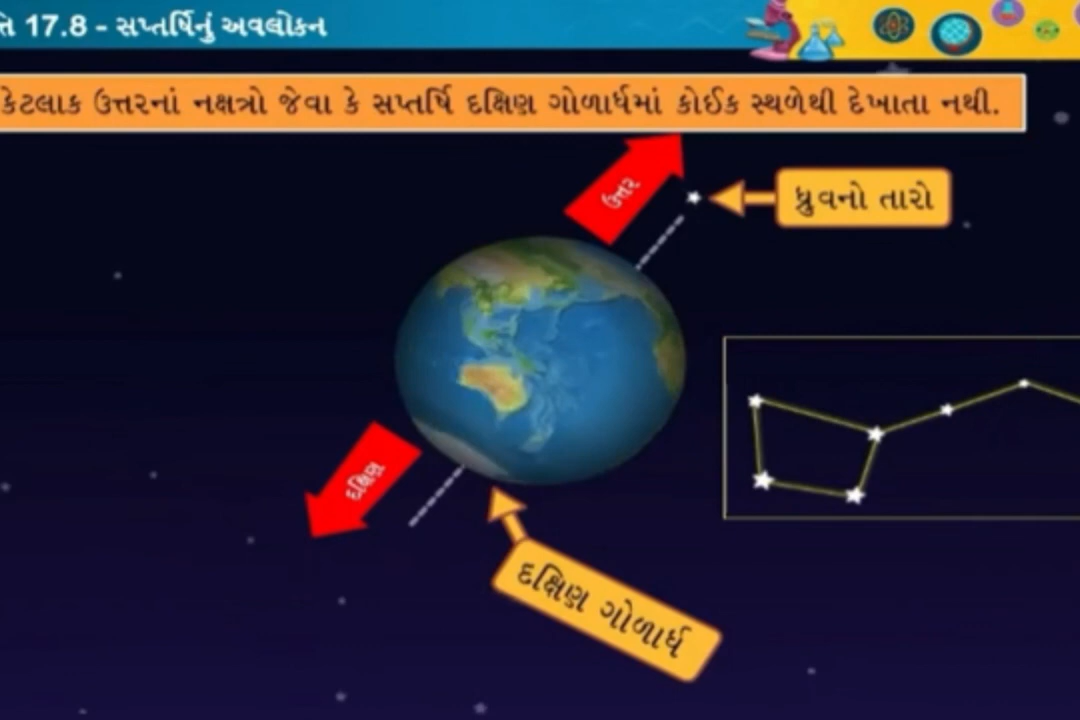 17.8 - સપ્તર્ષિનું અવલોકન
કેટલાક ઉત્તરનાં નક્ષત્રો જેવા કે સપ્તર્ષિ દક્ષિણ ગોળાર્ધમાં કોઈક સ્થળેથી દેખાતા નથી.
ઉત્તર
ધ્રુવનો તારો
દક્ષિણ
દક્ષિણ ગોળાર્ધ